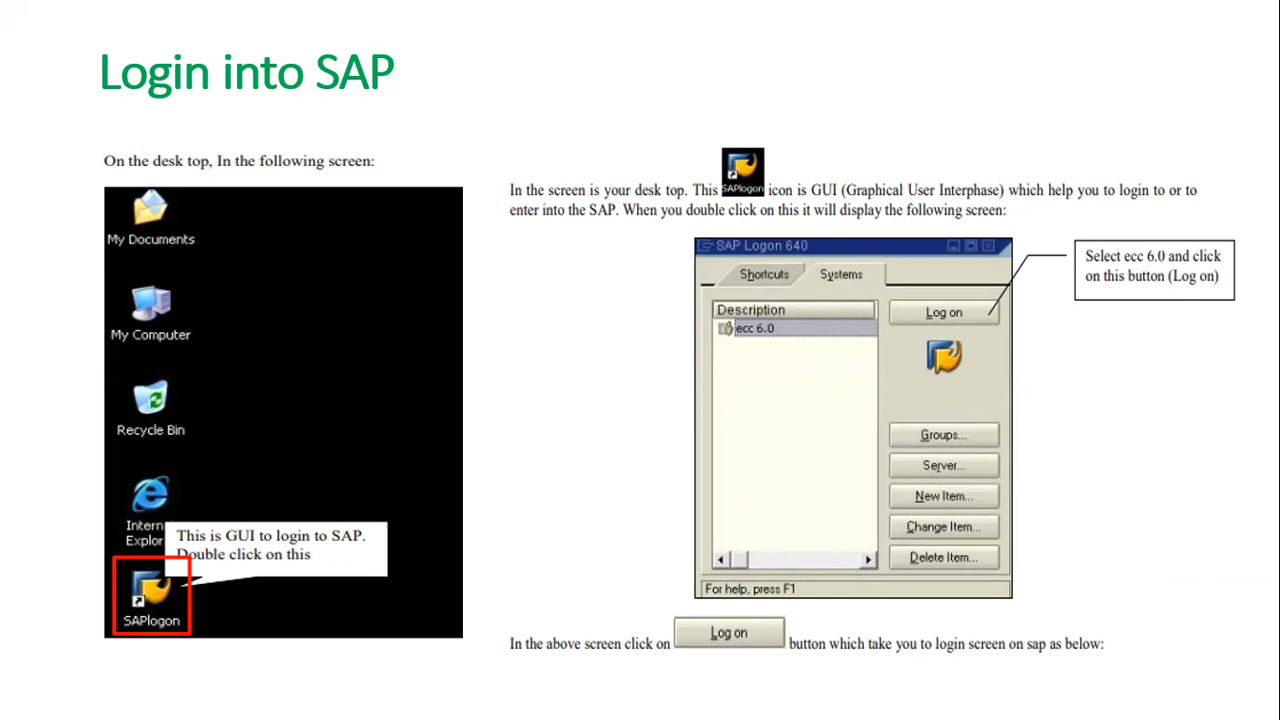 Login into SAP
On the desk top, In the following screen:
My Documents
My Computer
Recycle Bin
Intern
Explor
This is GUI to login to SAP.
Double click on this
SAPlogon
In the screen is your desk top. This SAPlogon icon is GUI (Graphical User Interphase) which help you to login to or to
enter into the SAP. When you double click on this it will display the following screen:
SAP Logon 640
Shortcuts Systems
Description
ecc 6.0
Log on
Groups...
Server...
New Item...
Change Item...
Delete Item...
For help, press F1
Select ecc 6.0 and click
on this button (Log on)
In the above screen click on Log on button which take you to login screen on sap as below: